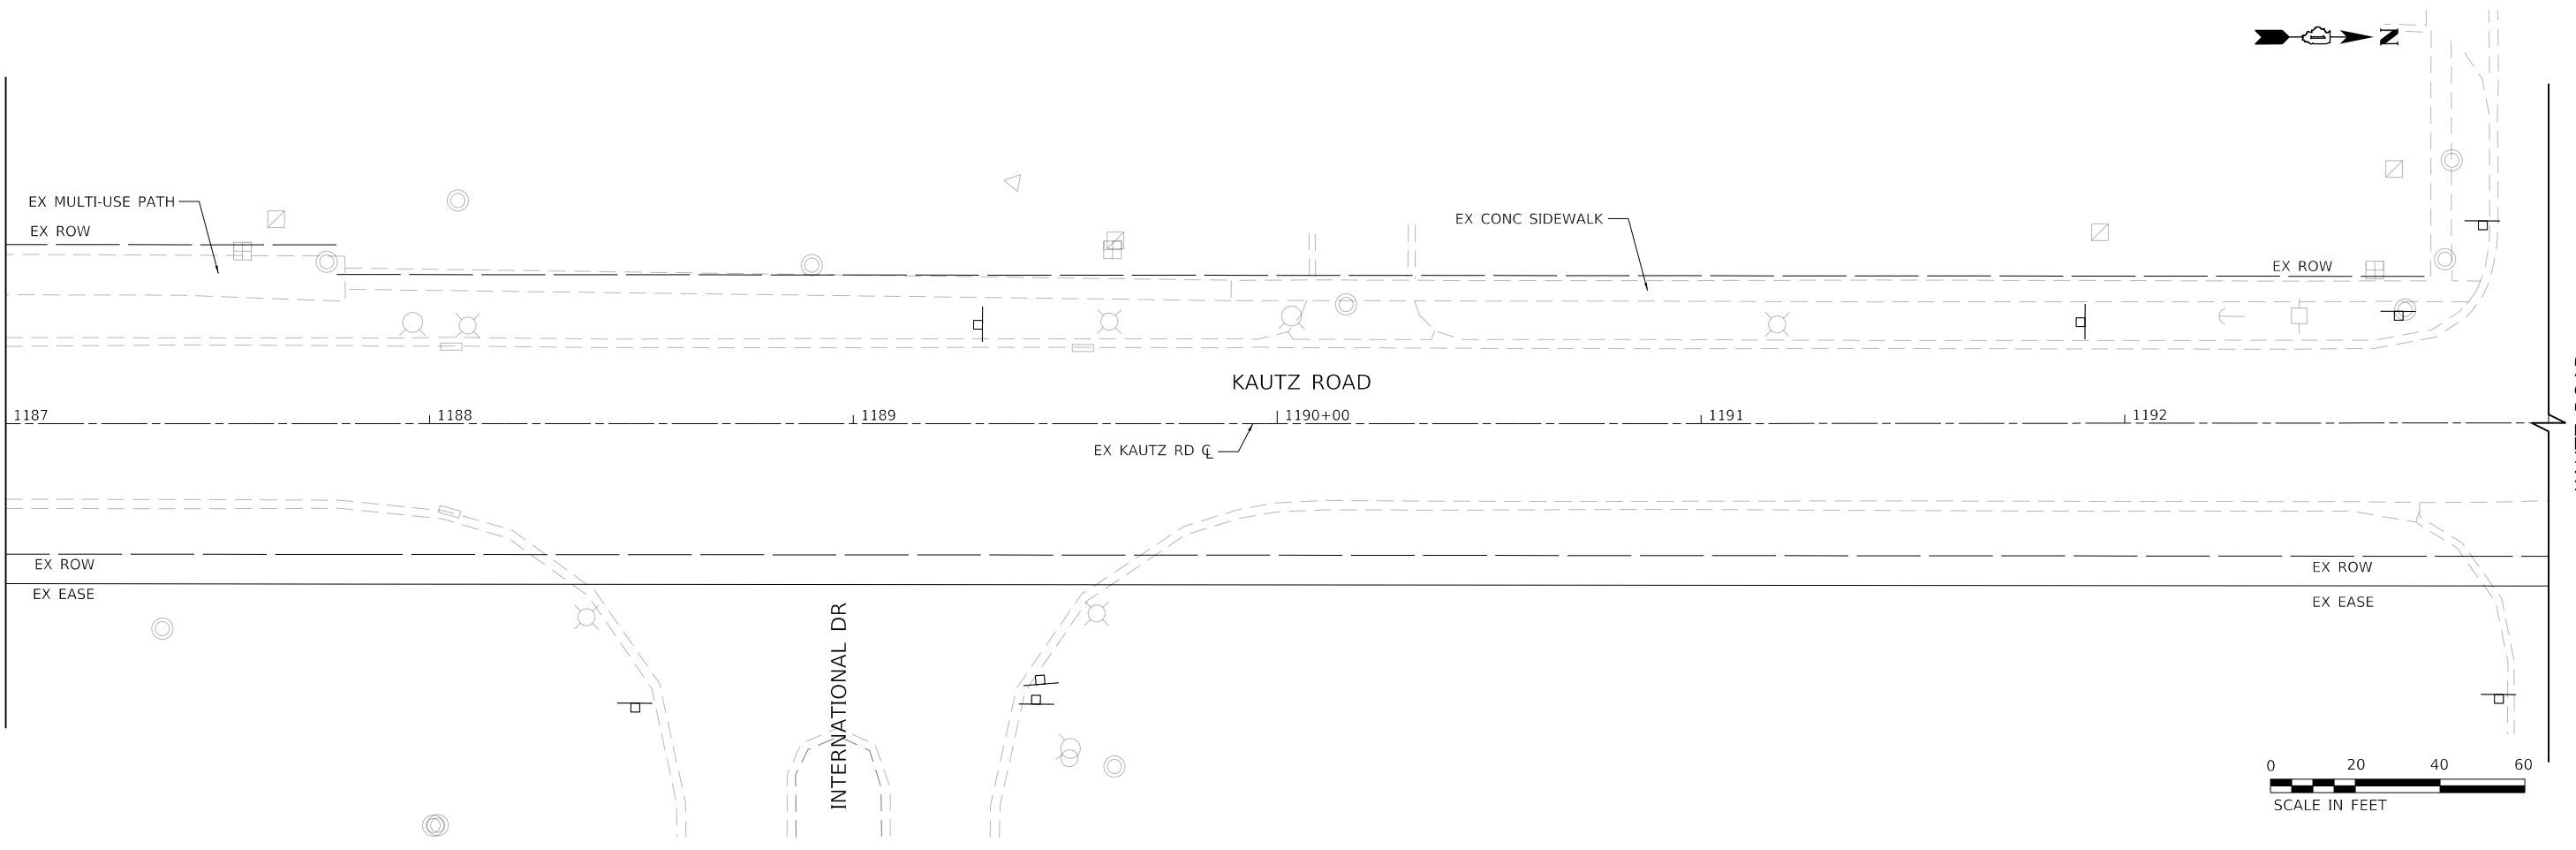 N
EX MULTI-USE PATH
EX CONC SIDEWALK
EX ROW
EX ROW
KAUTZ ROAD
1187
1188
1189
1190+00
1191
1192
EX KAUTZ RD ℄
EX ROW
EX ROW
EX EASE
EX EASE
INTERNATIONAL DR
0 20 40 60
SCALE IN FEET